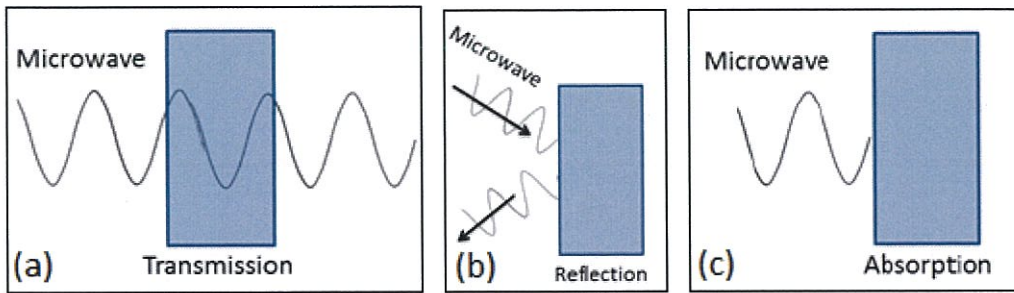 Microwave
(a)
Transmission
Microwave
(b)
Reflection
Microwave
(c)
Absorption